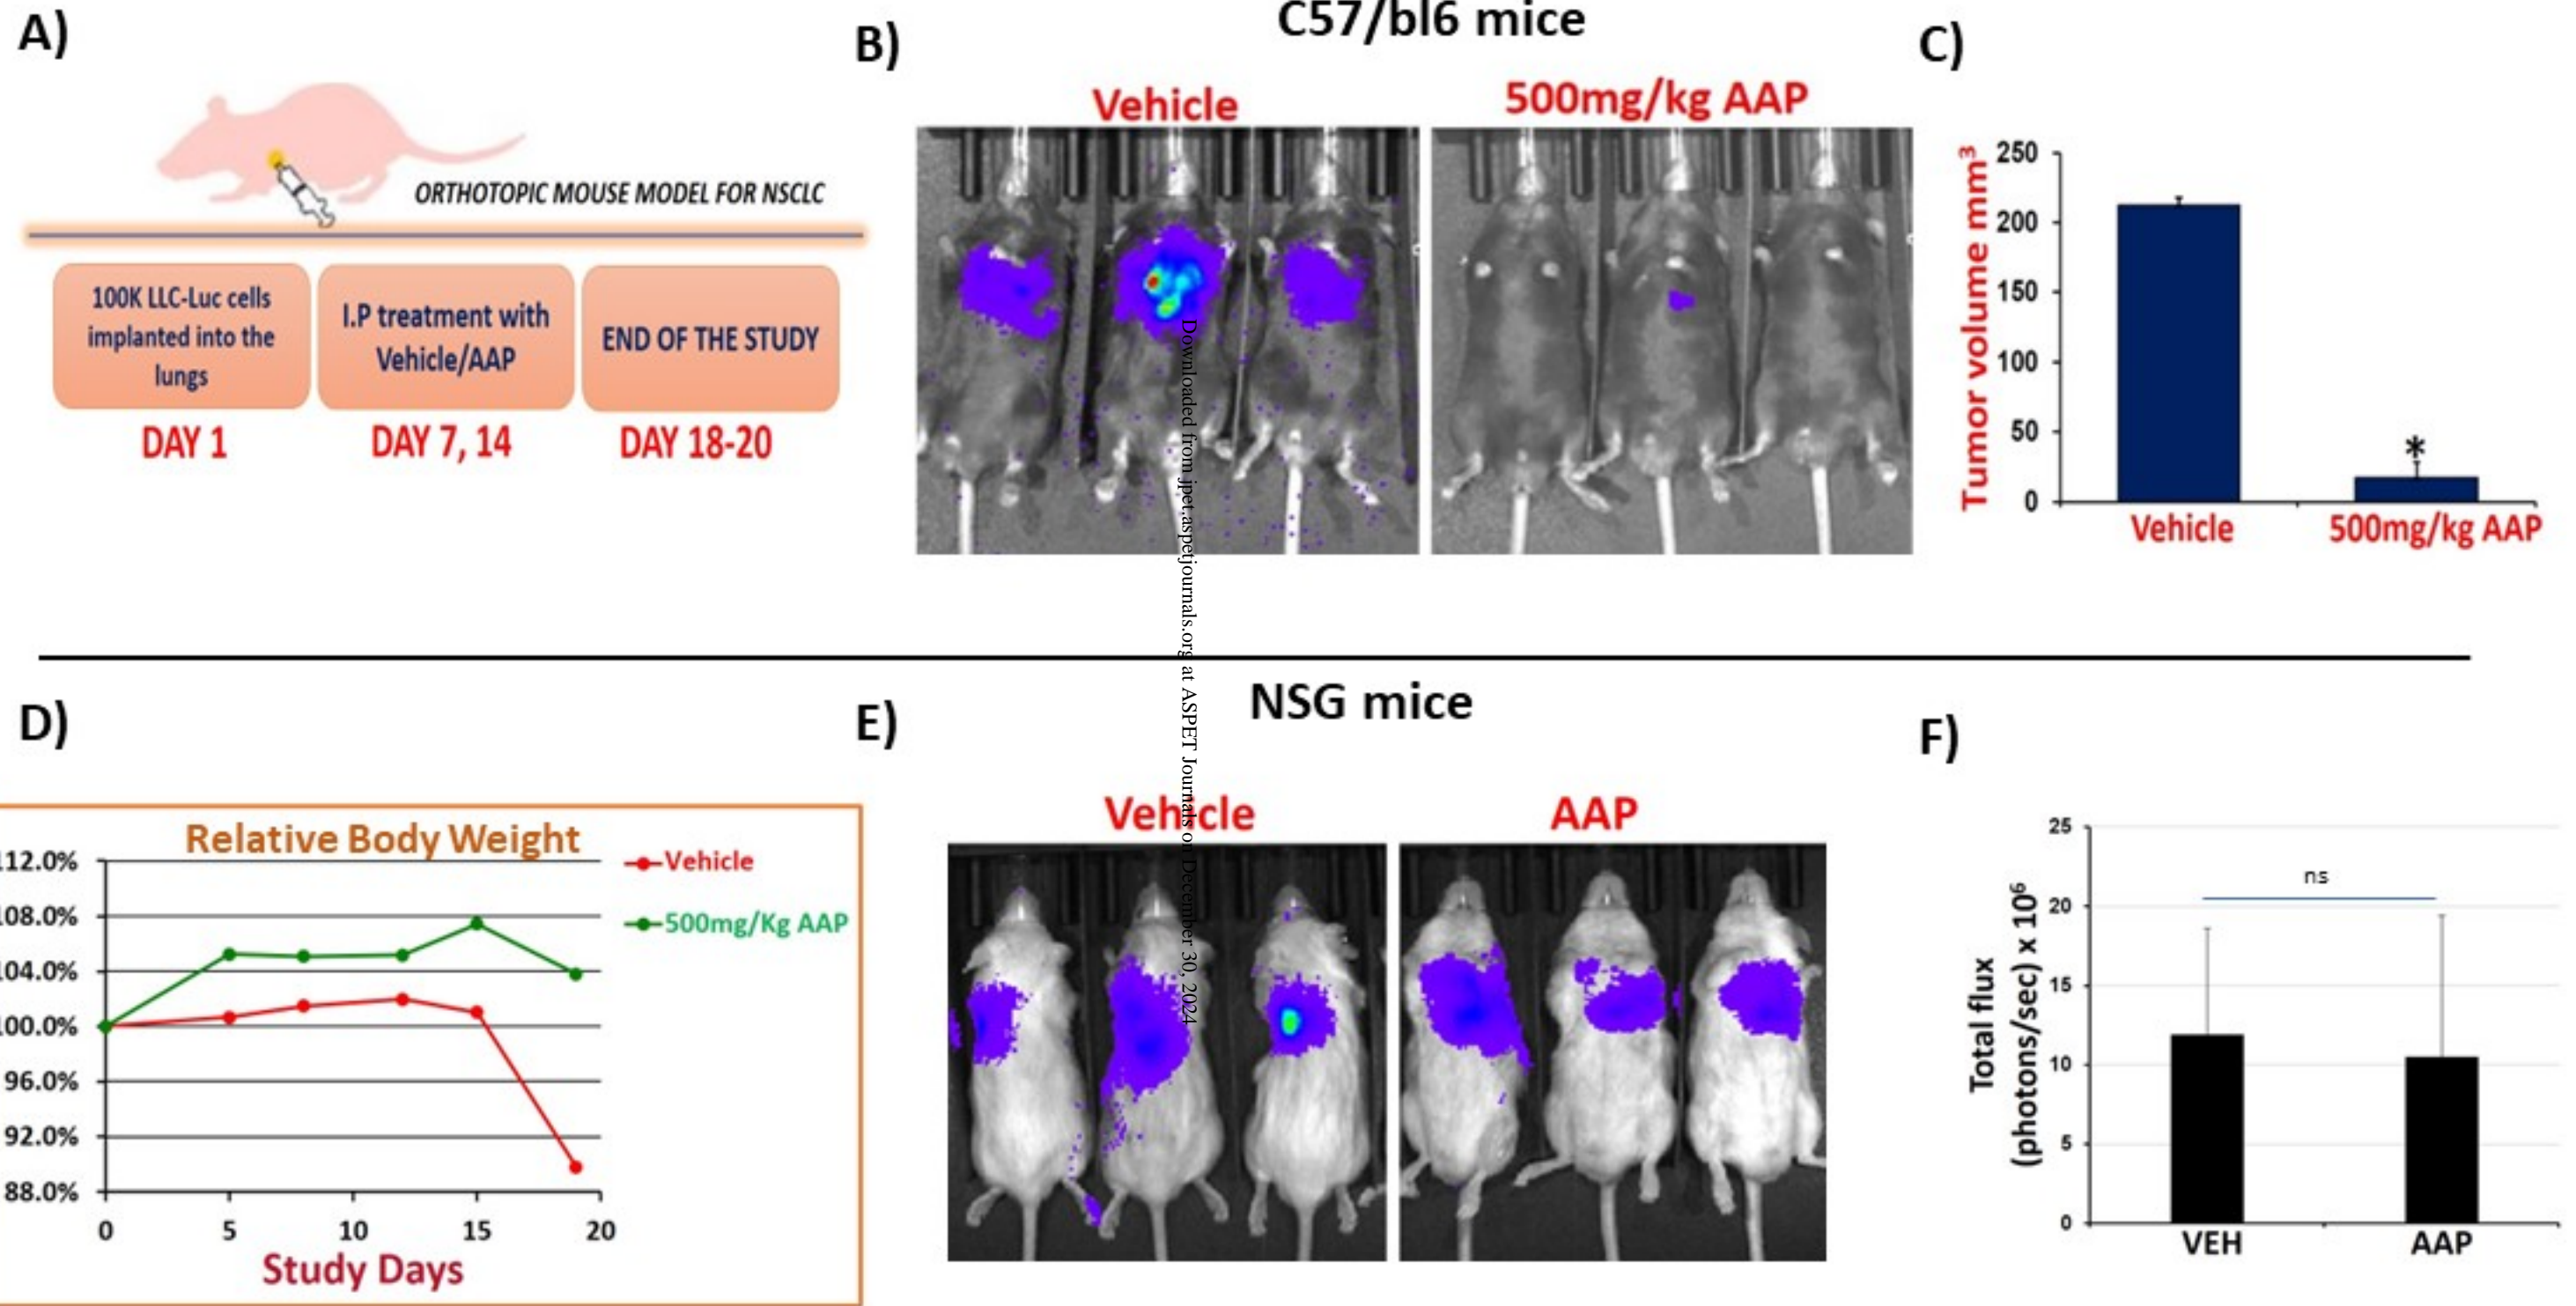 A)
ORTHOTOPIC MOUSE MODEL FOR NSCLC
100K LLC-Luc cells
implanted into the
lungs
I.P treatment with
Vehicle/AAP
END OF THE STUDY
DAY 1
DAY 7, 14
DAY 18-20
C57/bl6 mice
B)
Vehicle
500mg/kg AAP
C)
Tumor volume mm³
250
200
150
100
50
0
*
Vehicle
500mg/kg AAP
Downloaded from jpet.aspetjournals.org at ASPET Journals on December 30, 2024
NSG mice
D)
Relative Body Weight
112.0%
108.0%
104.0%
100.0%
96.0%
92.0%
88.0%
0 5 10 15 20
Study Days
Vehicle
500mg/Kg AAP
E)
Vehicle
AAP
F)
Total flux
(photons/sec) x 10⁶
25
20
15
10
5
0
ns
VEH
AAP